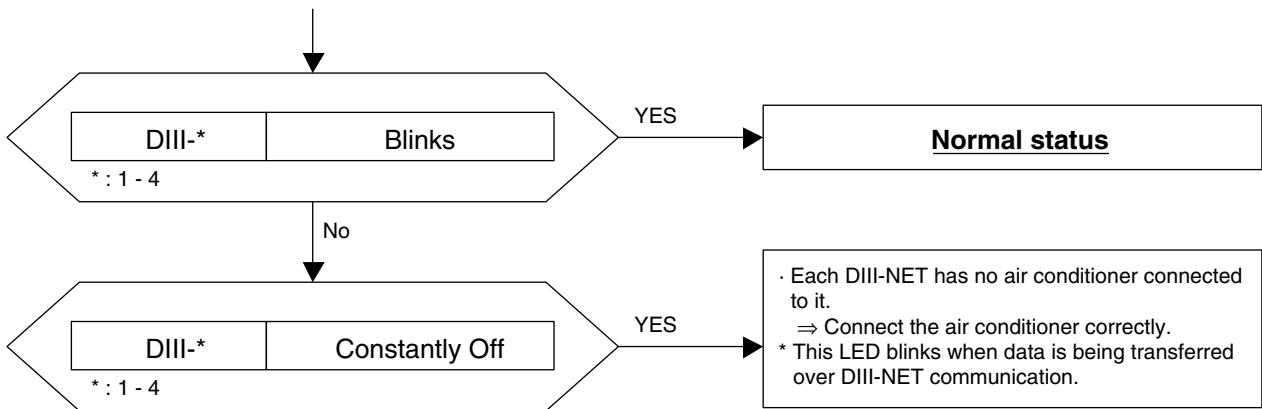 DIII-* Blinks
* : 1 - 4
YES
Normal status
No
DIII-* Constantly Off
* : 1 - 4
YES
· Each DIII-NET has no air conditioner connected
to it.
⇒ Connect the air conditioner correctly.
* This LED blinks when data is being transferred
over DIII-NET communication.